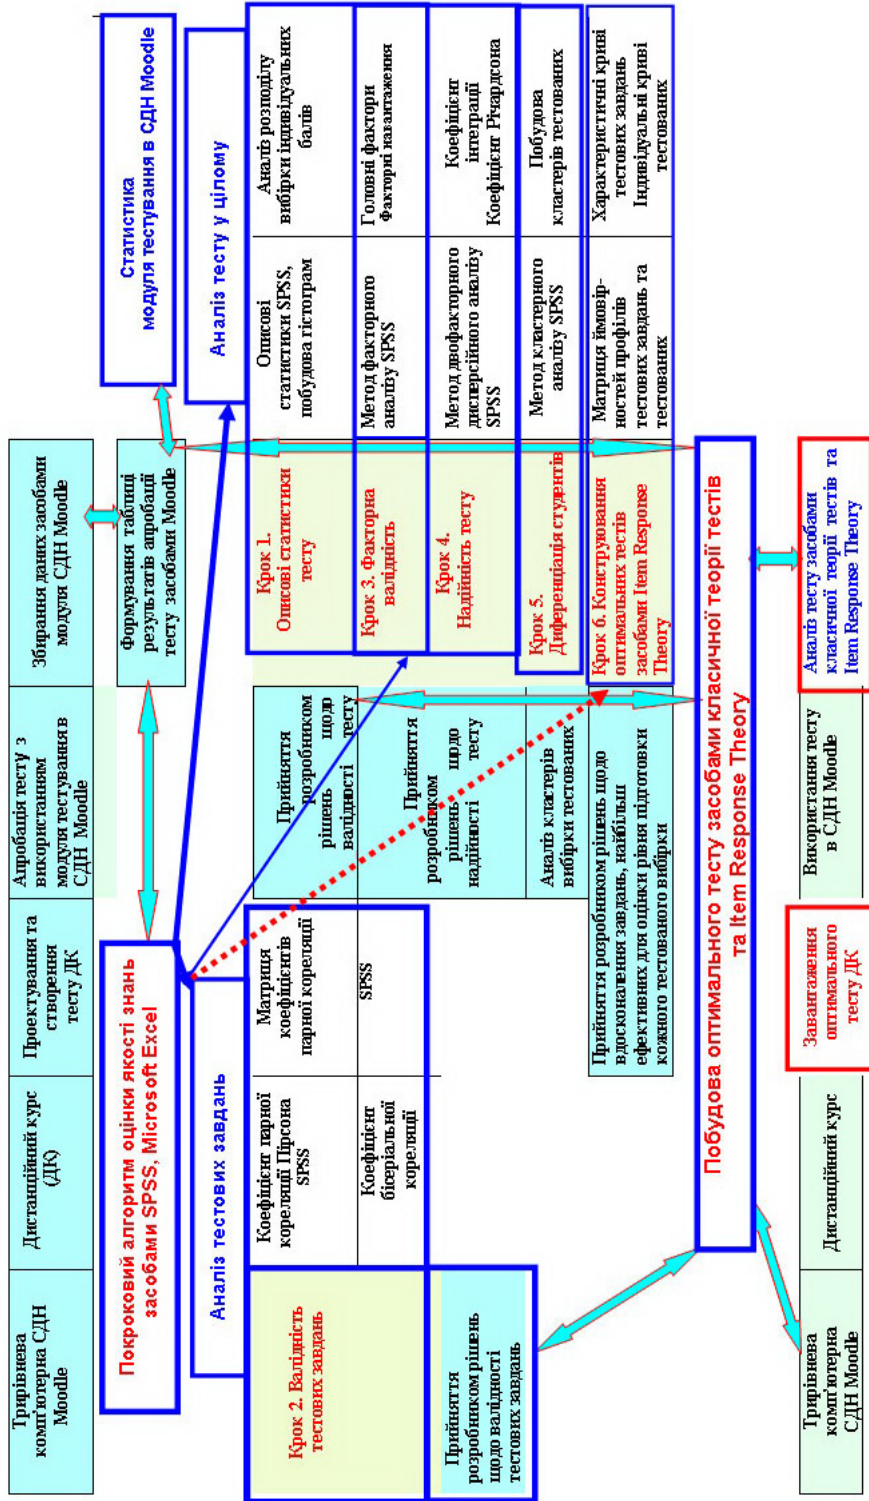 Трирівнева
комп'ютерна СДН
Moodle
Дистанційний курс
(ДК)
Проектування та
створення
тесту ДК
Апробація тесту з
використанням
модуля тестування в
СДН Moodle
Збирання даних засобами
модуля СДН Moodle
Покроковий алгоритм оцінки якості знань
засобами SPSS, Microsoft Excel
Формування таблиці
результатів апробації
тесту засобами Moodle
Статистика
модуля тестування в СДН Moodle
Аналіз тестових завдань
Аналіз тесту у цілому
Крок 2. Валідність
тестових завдань
Коефіцієнт парної
кореляції Пірсона
SPSS
Матриця
коефіцієнтів
парної кореляції
Коефіцієнт
бісеріальної
кореляції
SPSS
Прийняття
розробником рішень
щодо валідності
тестових завдань
Прийняття
розробником
рішень щодо
валідності тесту
Крок 1.
Описові статистики
тесту
Описові
статистики SPSS,
побудова гістограм
Аналіз розподілу
вибірки індивідуальних
балів
Крок 3. Факторна
валідність
Метод факторного
аналізу SPSS
Головні фактори
Факторні навантаження
Прийняття
розробником
рішень щодо
надійності тесту
Крок 4.
Надійність тесту
Метод двофакторного
дисперсійного аналізу
SPSS
Коефіцієнт
інтеграції
Коефіцієнт Річардсона
Аналіз кластерів
вибірки тестованих
Крок 5.
Диференціація студентів
Метод кластерного
аналізу SPSS
Побудова
кластерів тестованих
Прийняття розробником рішень щодо
вдосконалення завдань, найбільш
ефективних для оцінки рівня підготовки
кожного тестованого вибірки
Крок 6. Конструювання
оптимальних тестів
засобами Item Response
Theory
Матриця ймовір-
ностей профілів
тестових завдань та
тестованих
Характеристичні криві
тестових завдань
Індивідуальні криві
тестованих
Побудова оптимального тесту засобами класичної теорії тестів
та Item Response Theory
Трирівнева
комп'ютерна
СДН Moodle
Дистанційний курс
Завантаження
оптимального
тесту ДК
Використання тесту
в СДН Moodle
Аналіз тесту засобами
класичної теорії тестів та
Item Response Theory